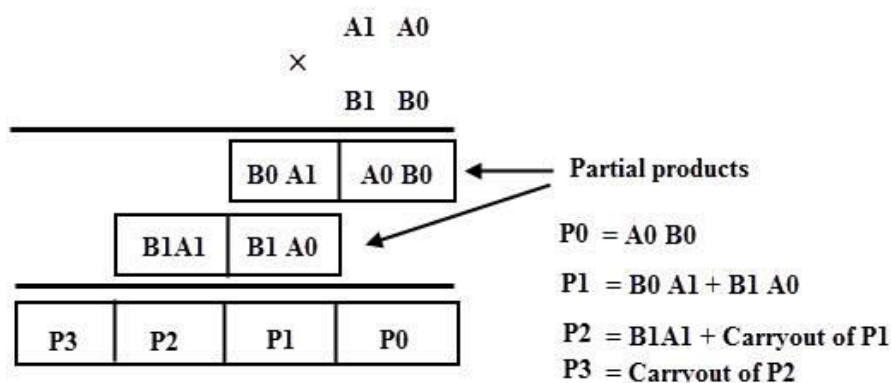 A1 A0
×
B1 B0
B0 A1 A0 B0
Partial products
B1A1 B1 A0
P0 = A0 B0
P1 = B0 A1 + B1 A0
P3 P2 P1 P0
P2 = B1A1 + Carryout of P1
P3 = Carryout of P2